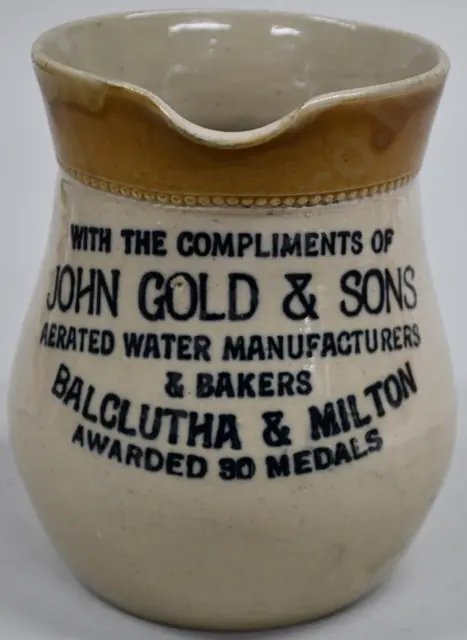 WITH THE COMPLIMENTS OF
JOHN GOLD & SONS
AERATED WATER MANUFACTURERS
& BAKERS
BALCLUTHA & MILTON
AWARDED 30 MEDALS